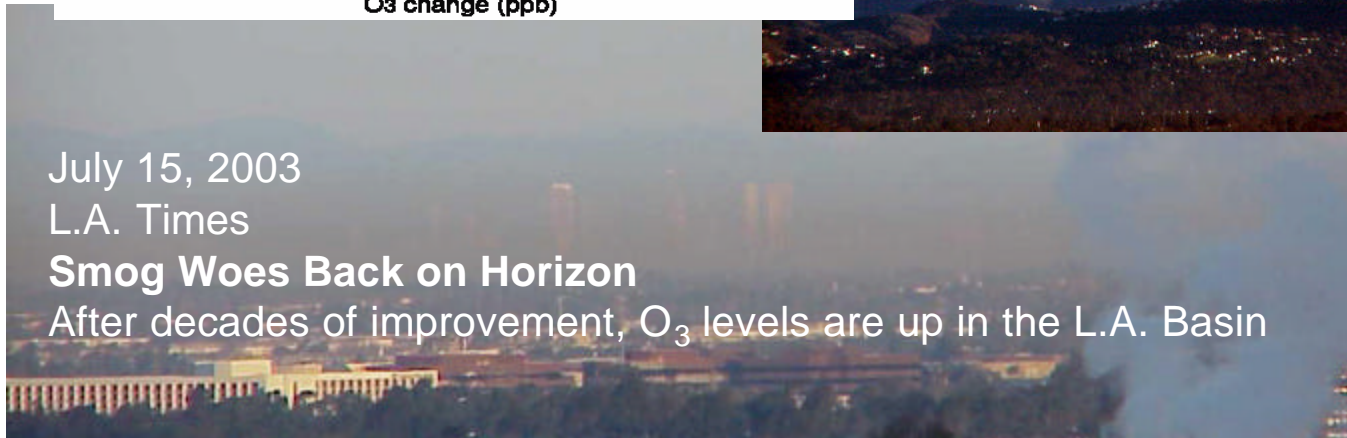 O3 change (ppb)
July 15, 2003
L.A. Times
Smog Woes Back on Horizon
After decades of improvement, O₃ levels are up in the L.A. Basin